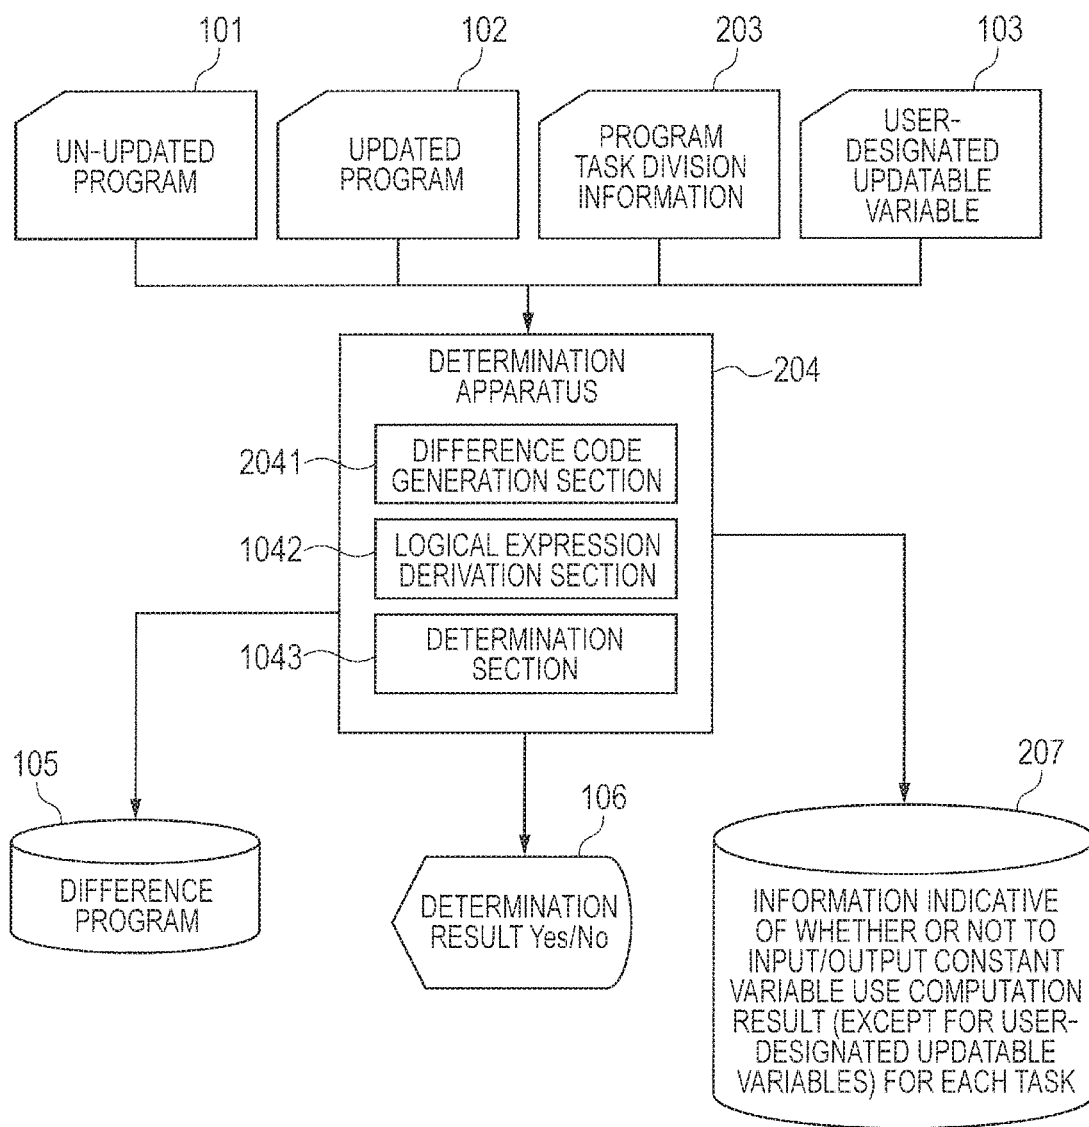 101
102
203
103
UN-UPDATED
PROGRAM
UPDATED
PROGRAM
PROGRAM
TASK DIVISION
INFORMATION
USER-
DESIGNATED
UPDATABLE
VARIABLE
DETERMINATION
APPARATUS
204
2041
DIFFERENCE CODE
GENERATION SECTION
1042
LOGICAL EXPRESSION
DERIVATION SECTION
1043
DETERMINATION
SECTION
105
DIFFERENCE
PROGRAM
106
DETERMINATION
RESULT Yes/No
207
INFORMATION INDICATIVE
OF WHETHER OR NOT TO
INPUT/OUTPUT CONSTANT
VARIABLE USE COMPUTATION
RESULT (EXCEPT FOR USER-
DESIGNATED UPDATABLE
VARIABLES) FOR EACH TASK